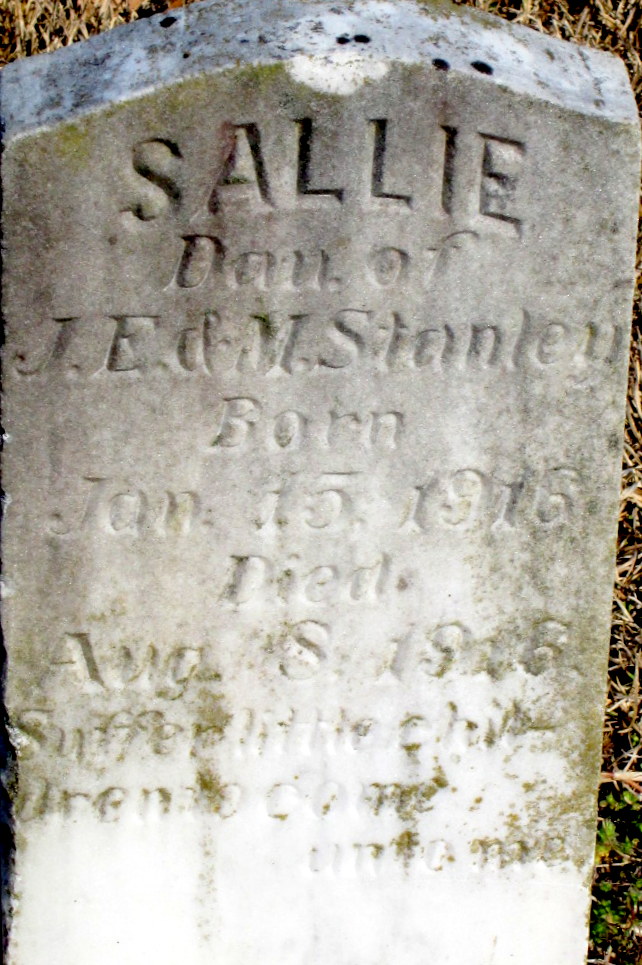 SALLIE
Dau. of
J.E.&M.Stanley
Born
Jan. 15, 1916
Died
Aug. 8, 1916.
Suffer little chil-
dren to come
unto me